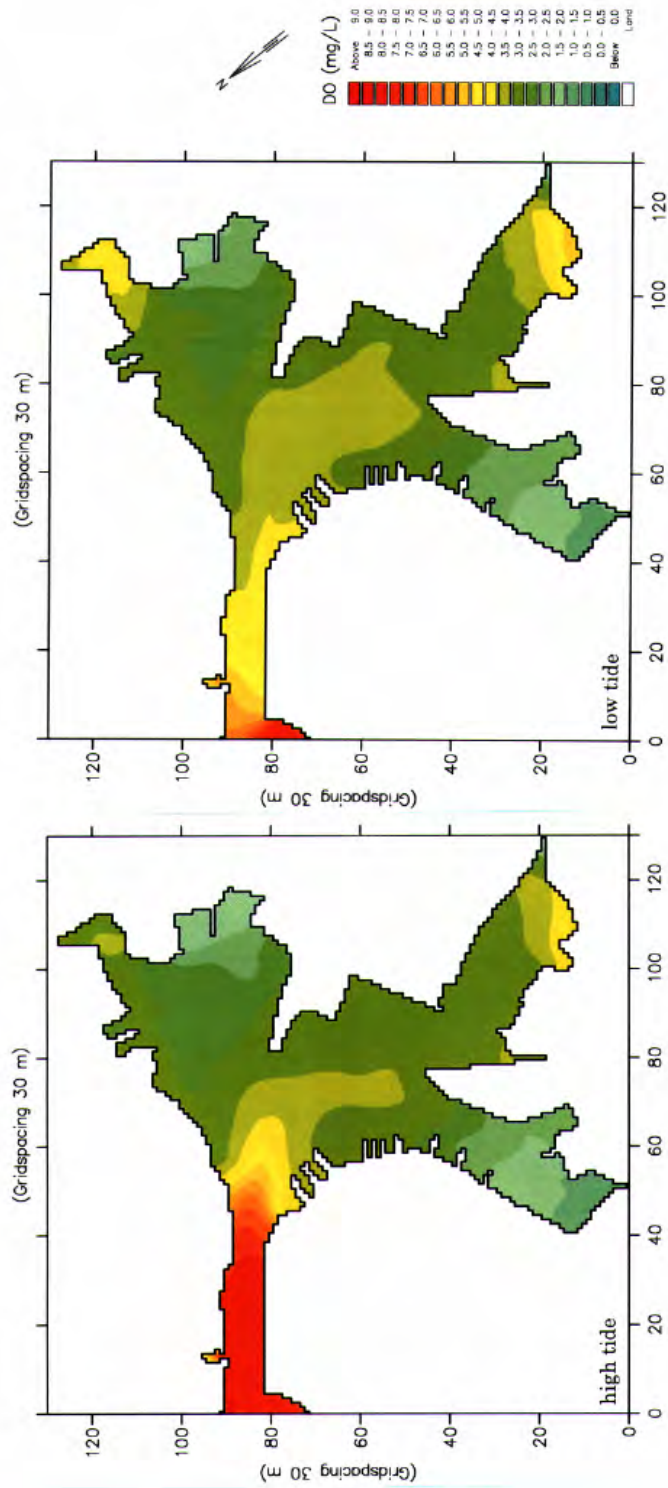 (Gridspacing 30 m)
120
100
80
60
40
20
0
(Gridspacing 30 m)
high tide
0
20
40
60
80
100
120
(Gridspacing 30 m)
120
100
80
60
40
20
0
(Gridspacing 30 m)
low tide
0
20
40
60
80
100
120
N
DO (mg/L)
Above 9.0
8.5 - 9.0
8.0 - 8.5
7.5 - 8.0
7.0 - 7.5
6.5 - 7.0
6.0 - 6.5
5.5 - 6.0
5.0 - 5.5
4.5 - 5.0
4.0 - 4.5
3.5 - 4.0
3.0 - 3.5
2.5 - 3.0
2.0 - 2.5
1.5 - 2.0
1.0 - 1.5
0.5 - 1.0
0.0 - 0.5
Below 0.0
Land